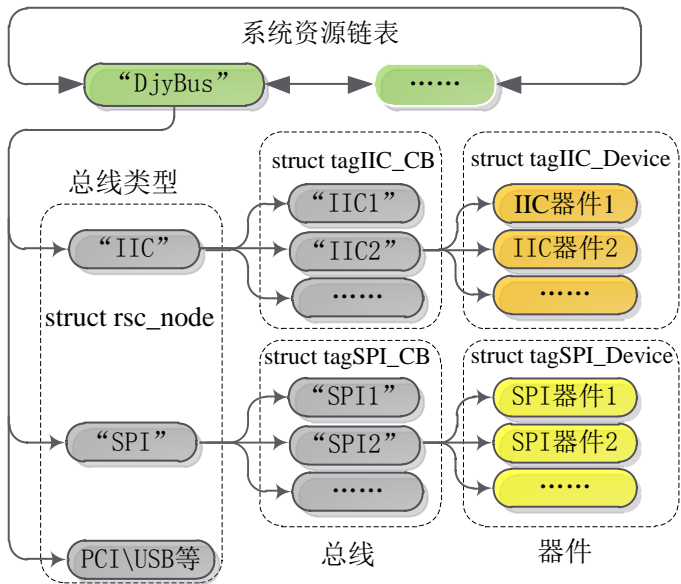 系统资源链表
“DjyBus”
……
总线类型
struct rsc_node
“IIC”
“SPI”
PCI\USB等
struct tagIIC_CB
“IIC1”
“IIC2”
……
struct tagIIC_Device
IIC器件1
IIC器件2
……
struct tagSPI_CB
“SPI1”
“SPI2”
……
总线
struct tagSPI_Device
SPI器件1
SPI器件2
……
器件